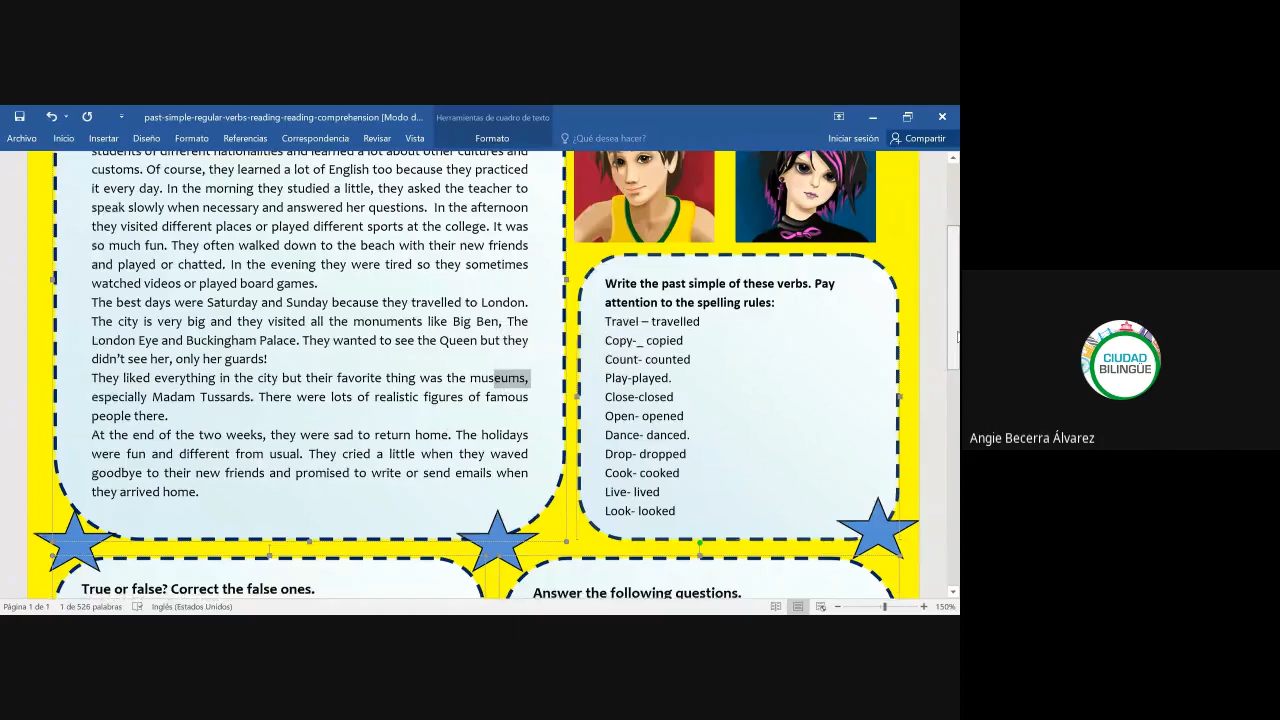 past-simple-regular-verbs-reading-reading-comprehension [Modo d...
Herramientas de cuadro de texto
Archivo Inicio Insertar Diseño Formato Referencias Correspondencia Revisar Vista Formato ¿Qué desea hacer? Iniciar sesión Compartir
students of different nationalities and learned a lot about other cultures and
customs. Of course, they learned a lot of English too because they practiced
it every day. In the morning they studied a little, they asked the teacher to
speak slowly when necessary and answered her questions. In the afternoon
they visited different places or played different sports at the college. It was
so much fun. They often walked down to the beach with their new friends
and played or chatted. In the evening they were tired so they sometimes
watched videos or played board games.
The best days were Saturday and Sunday because they travelled to London.
The city is very big and they visited all the monuments like Big Ben, The
London Eye and Buckingham Palace. They wanted to see the Queen but they
didn't see her, only her guards!
They liked everything in the city but their favorite thing was the museums,
especially Madam Tussards. There were lots of realistic figures of famous
people there.
At the end of the two weeks, they were sad to return home. The holidays
were fun and different from usual. They cried a little when they waved
goodbye to their new friends and promised to write or send emails when
they arrived home.
Write the past simple of these verbs. Pay
attention to the spelling rules:
Travel – travelled
Copy-_ copied
Count- counted
Play-played.
Close-closed
Open- opened
Dance- danced.
Drop- dropped
Cook- cooked
Live- lived
Look- looked
True or false? Correct the false ones.
Answer the following questions.
Página 1 de 1 1 de 526 palabras Inglés (Estados Unidos) 150%
CIUDAD
BILINGÜE
Angie Becerra Álvarez